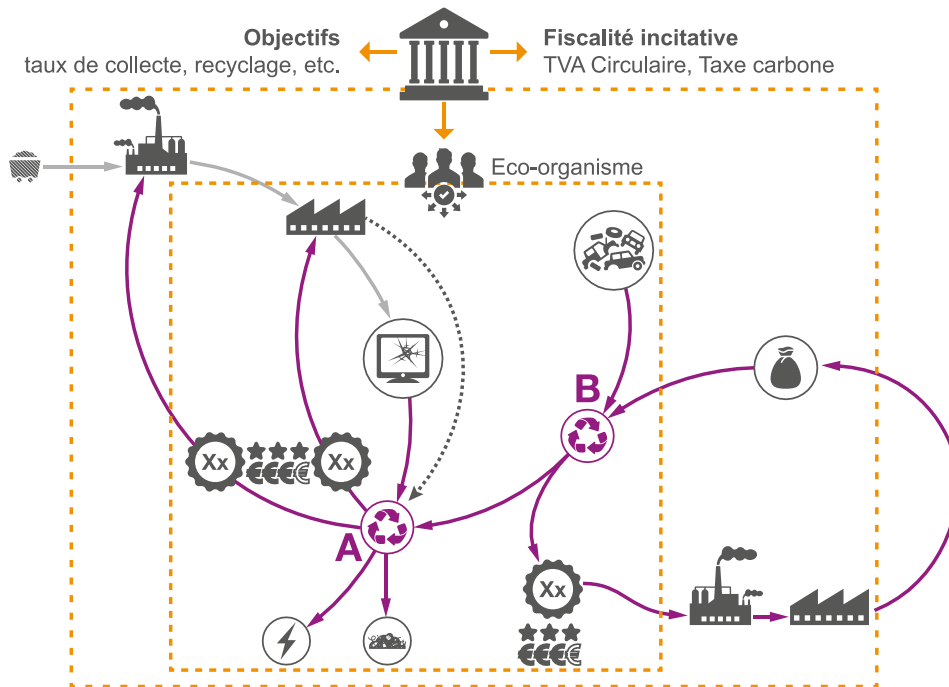 Objectifs
taux de collecte, recyclage, etc.
Fiscalité incitative
TVA Circulaire, Taxe carbone
Eco-organisme
B
Xx
€€€€
Xx
A
Xx
€€€€